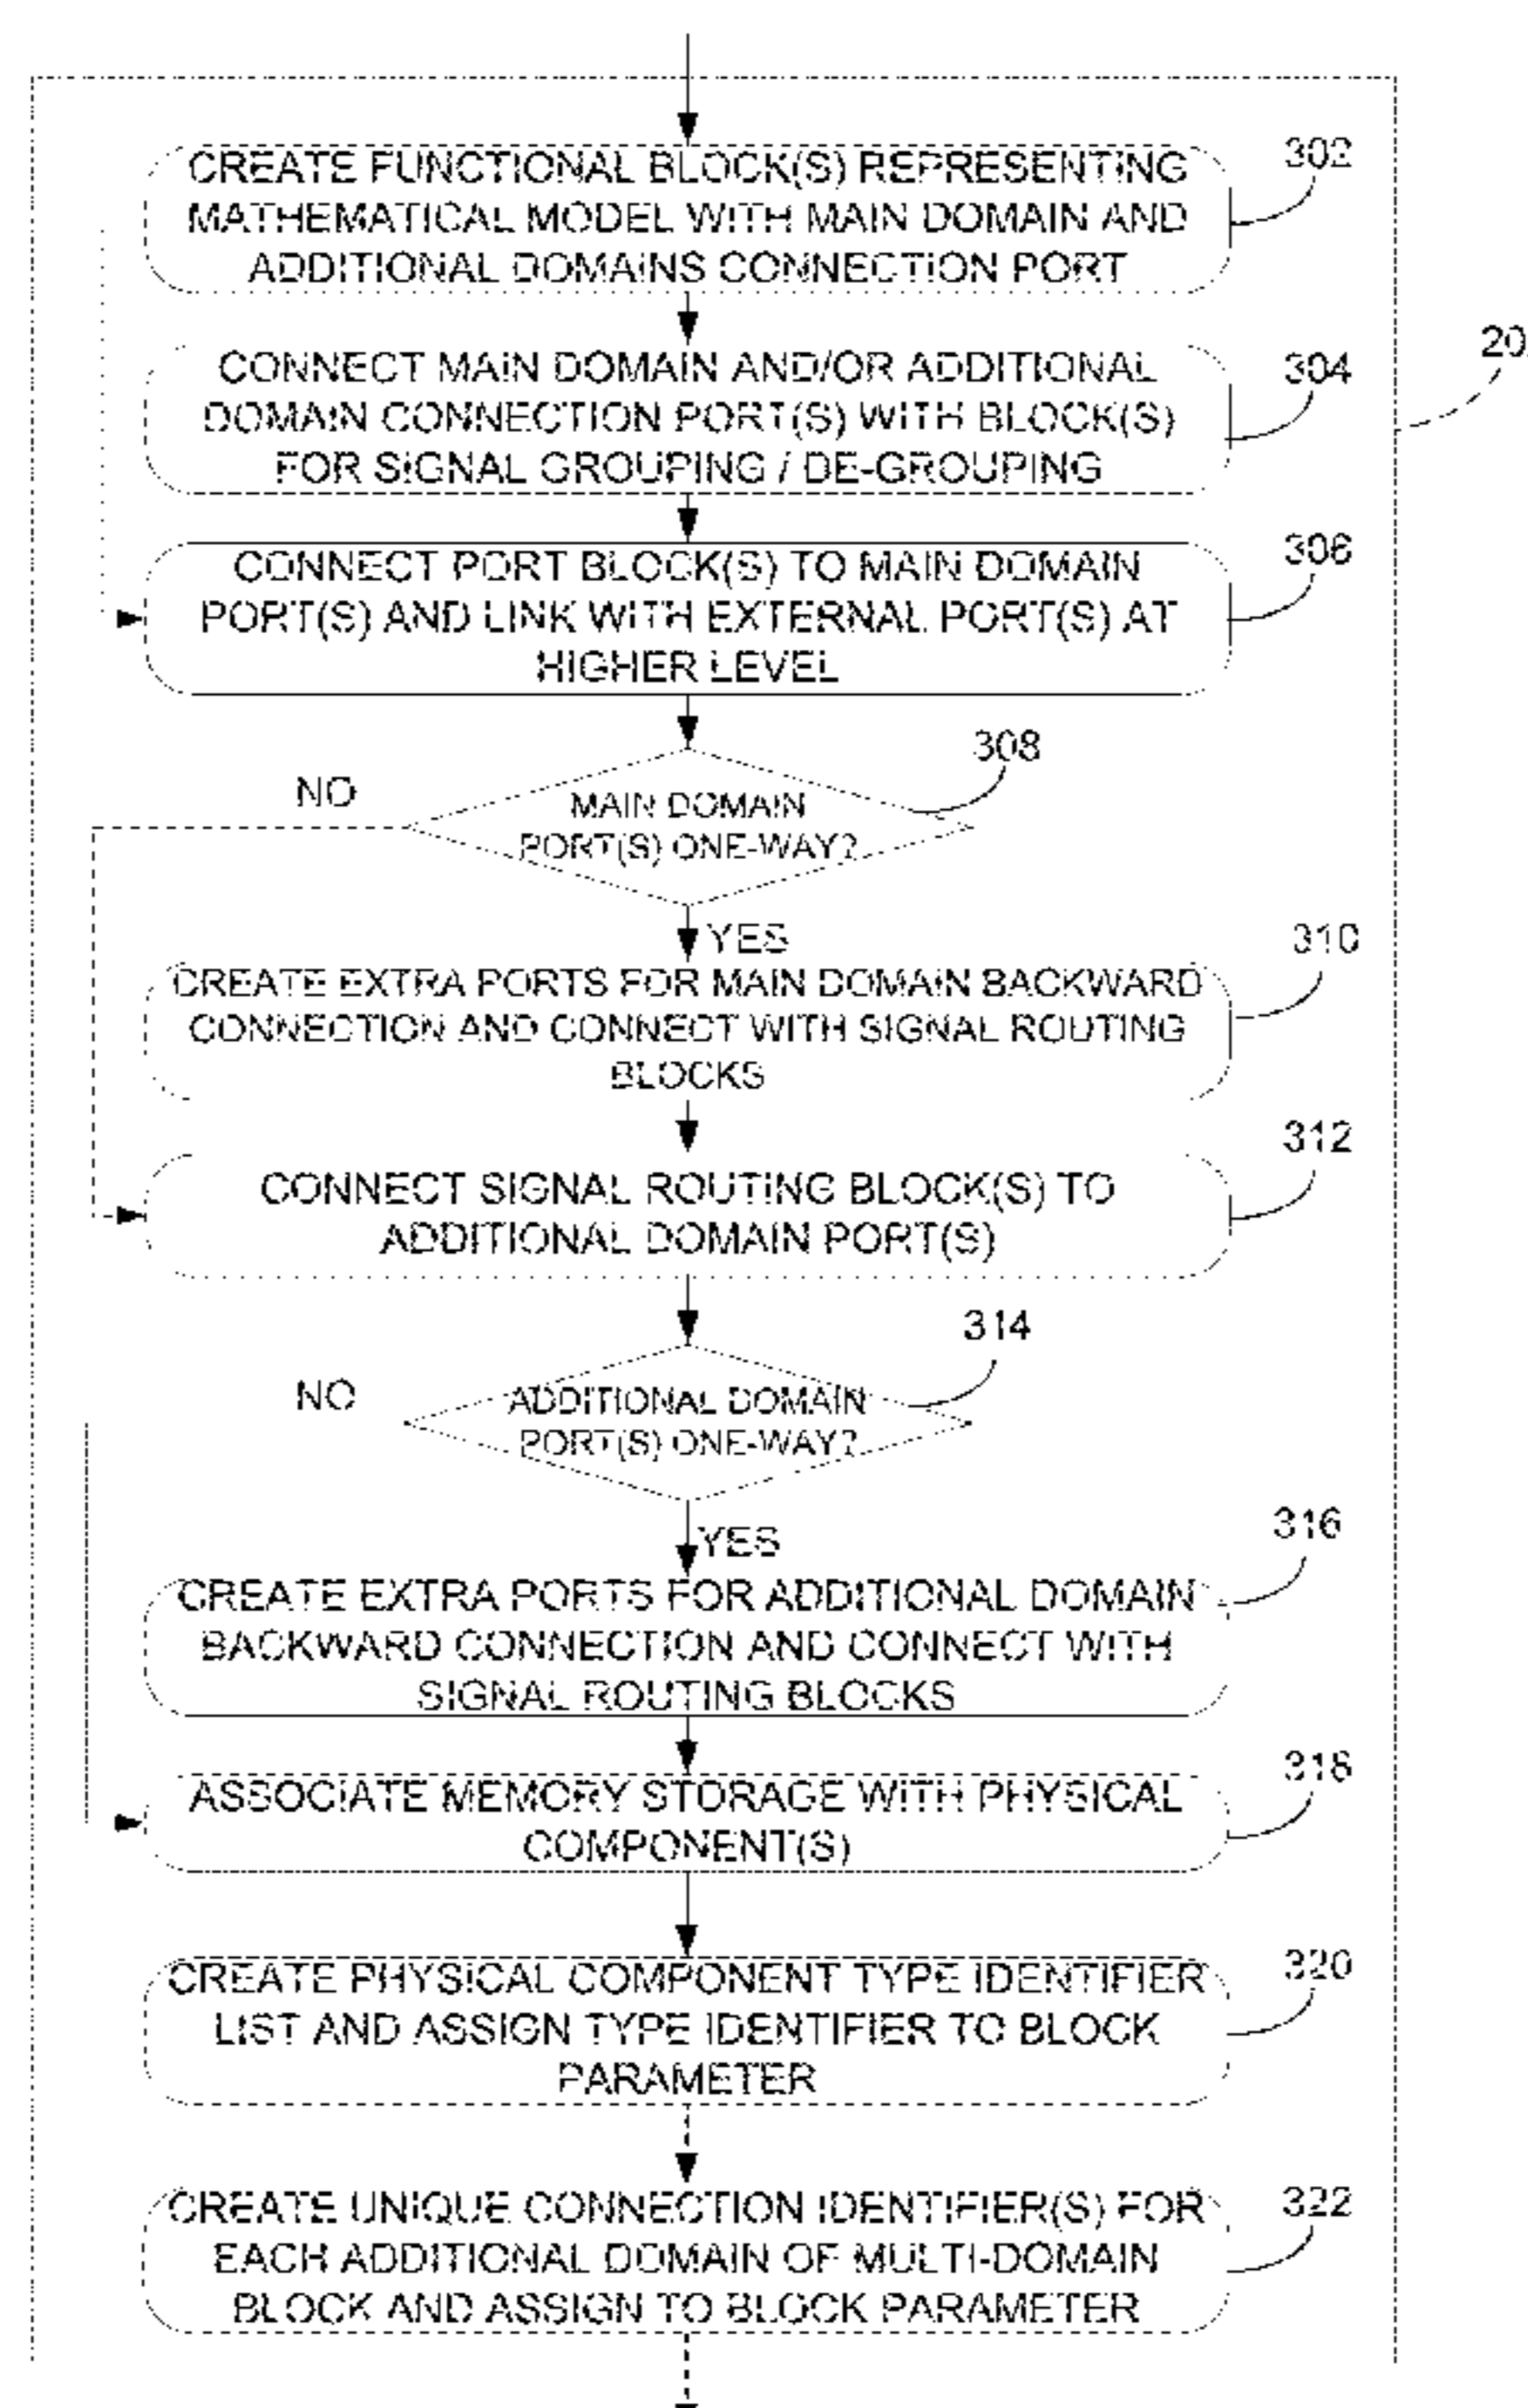 CREATE FUNCTIONAL BLOCK(S) REPRESENTING
MATHEMATICAL MODEL WITH MAIN DOMAIN AND
ADDITIONAL DOMAINS CONNECTION PORT
302
CONNECT MAIN DOMAIN AND/OR ADDITIONAL
DOMAIN CONNECTION PORT(S) WITH BLOCK(S)
FOR SIGNAL GROUPING / DE-GROUPING
304
20
CONNECT PORT BLOCK(S) TO MAIN DOMAIN
PORT(S) AND LINK WITH EXTERNAL PORT(S) AT
HIGHER LEVEL
306
308
NO
MAIN DOMAIN
PORT(S) ONE-WAY?
YES
310
CREATE EXTRA PORTS FOR MAIN DOMAIN BACKWARD
CONNECTION AND CONNECT WITH SIGNAL ROUTING
BLOCKS
312
CONNECT SIGNAL ROUTING BLOCK(S) TO
ADDITIONAL DOMAIN PORT(S)
314
NO
ADDITIONAL DOMAIN
PORT(S) ONE-WAY?
YES
316
CREATE EXTRA PORTS FOR ADDITIONAL DOMAIN
BACKWARD CONNECTION AND CONNECT WITH
SIGNAL ROUTING BLOCKS
318
ASSOCIATE MEMORY STORAGE WITH PHYSICAL
COMPONENT(S)
320
CREATE PHYSICAL COMPONENT TYPE IDENTIFIER
LIST AND ASSIGN TYPE IDENTIFIER TO BLOCK
PARAMETER
322
CREATE UNIQUE CONNECTION IDENTIFIER(S) FOR
EACH ADDITIONAL DOMAIN OF MULTI-DOMAIN
BLOCK AND ASSIGN TO BLOCK PARAMETER